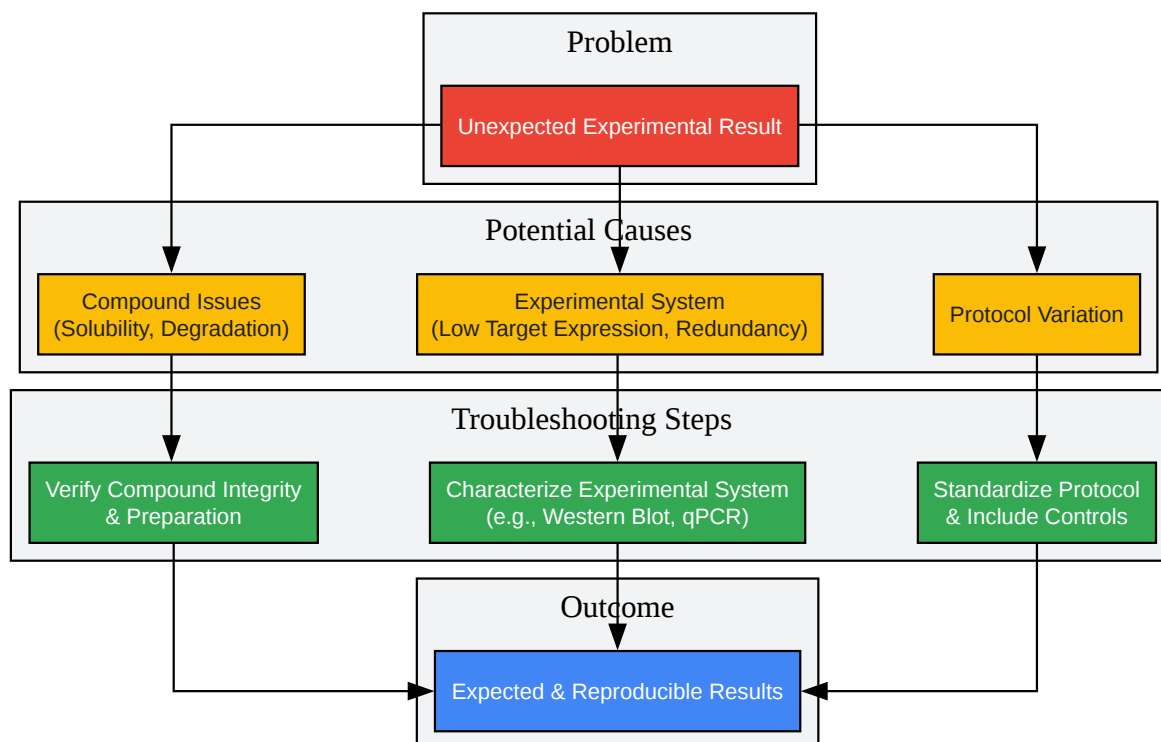 Problem
Unexpected Experimental Result
Potential Causes
Compound Issues
(Solubility, Degradation)
Experimental System
(Low Target Expression, Redundancy)
Protocol Variation
Troubleshooting Steps
Verify Compound Integrity
& Preparation
Characterize Experimental System
(e.g., Western Blot, qPCR)
Standardize Protocol
& Include Controls
Outcome
Expected & Reproducible Results